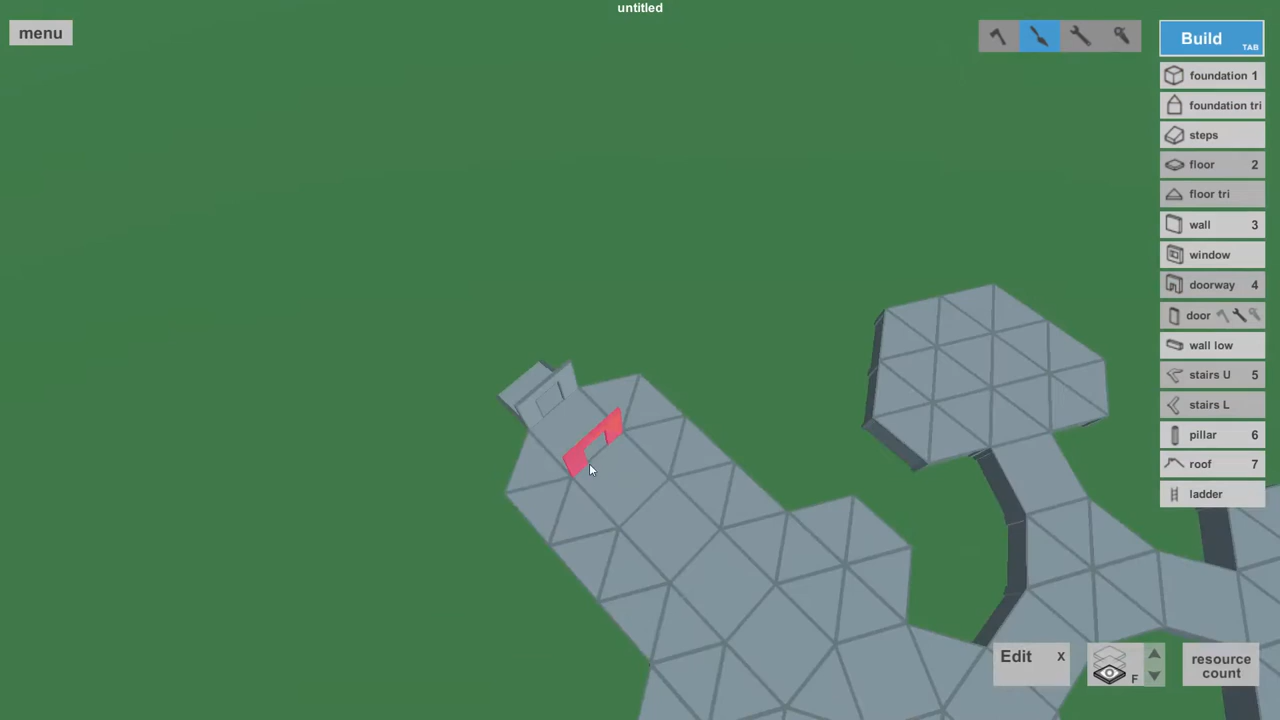 untitled
menu
Build
TAB
foundation 1
foundation tri
steps
floor 2
floor tri
wall 3
window
doorway 4
door
wall low
stairs U 5
stairs L
pillar 6
roof 7
ladder
Edit X
F
resource
count